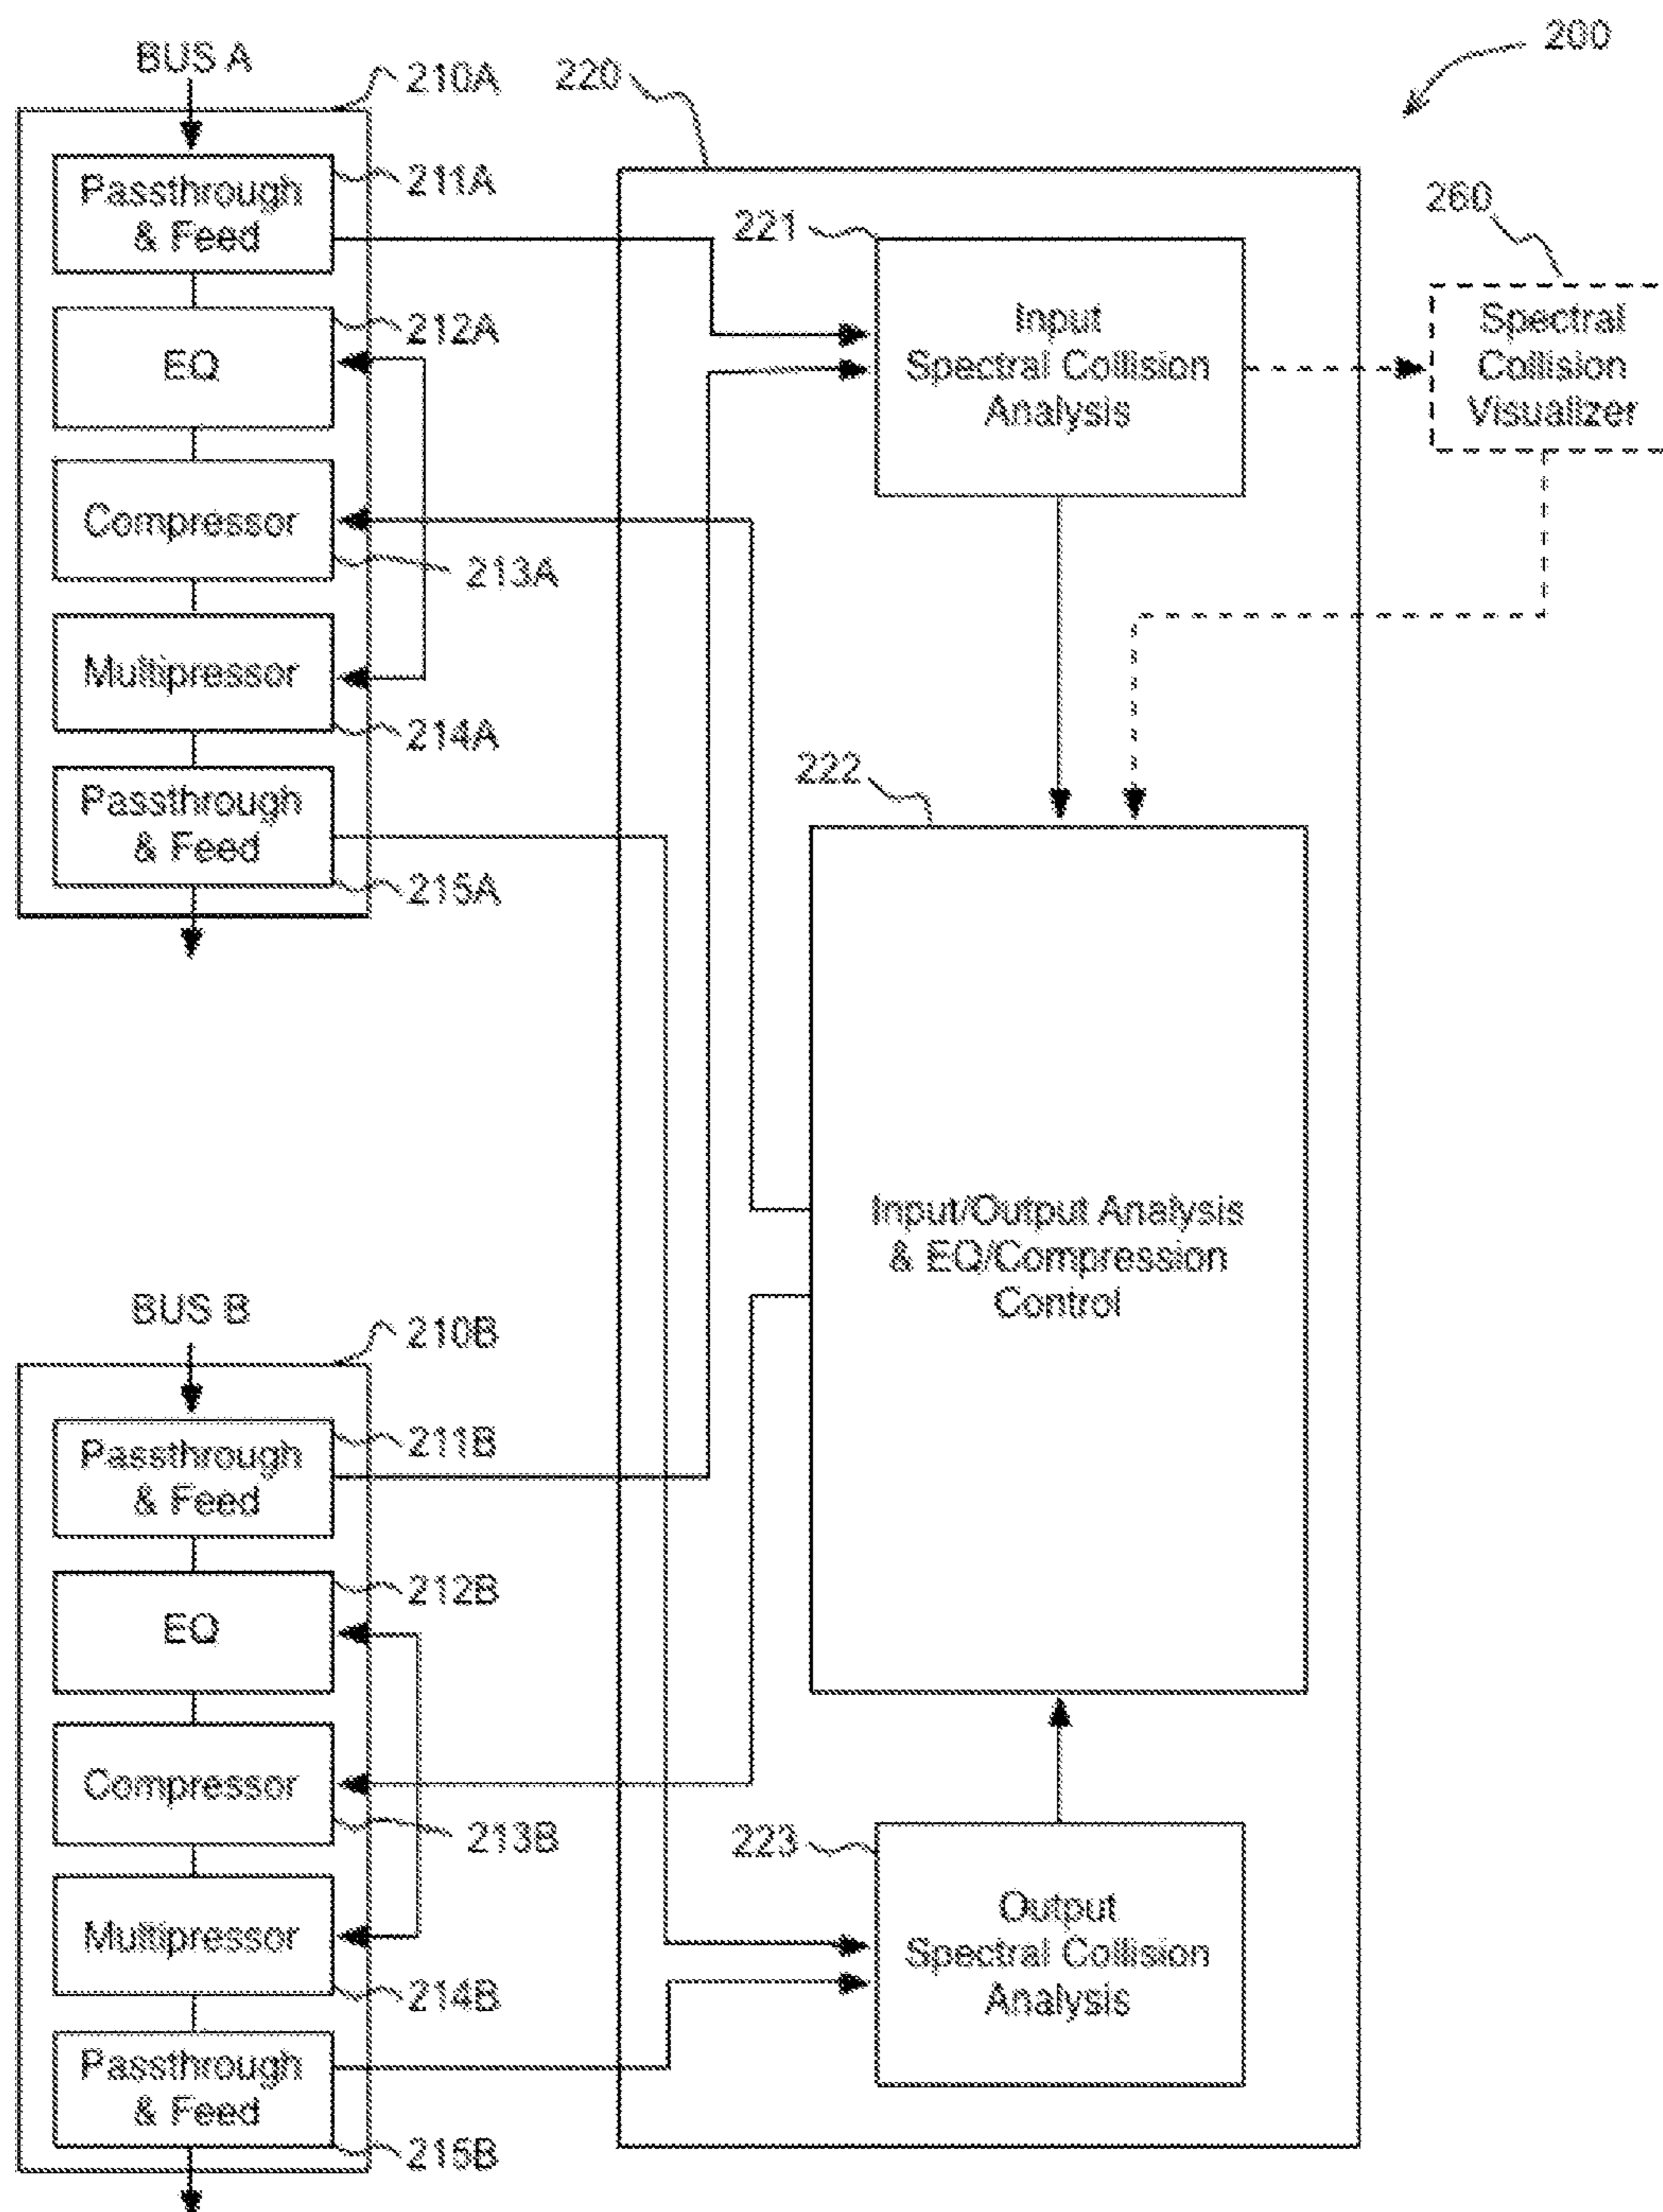 200
BUS A
210A
220
Passthrough
& Feed
211A
221
260
Input
Spectral Collision
Analysis
Spectral
Collision
Visualizer
EQ
212A
Compressor
213A
Multipressor
214A
222
Passthrough
& Feed
215A
Input/Output Analysis
& EQ/Compression
Control
BUS B
210B
Passthrough
& Feed
211B
EQ
212B
Compressor
213B
223
Output
Spectral Collision
Analysis
Multipressor
214B
Passthrough
& Feed
215B